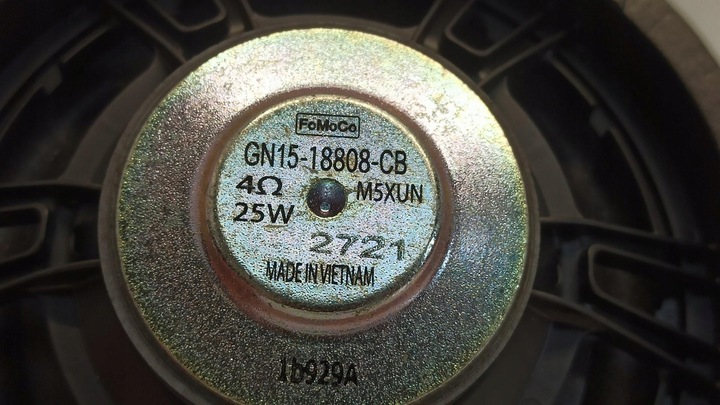 FoMoCo
GN15-18808-CB
4Ω M5XUN
25W
2721
MADE IN VIETNAM
1b929A